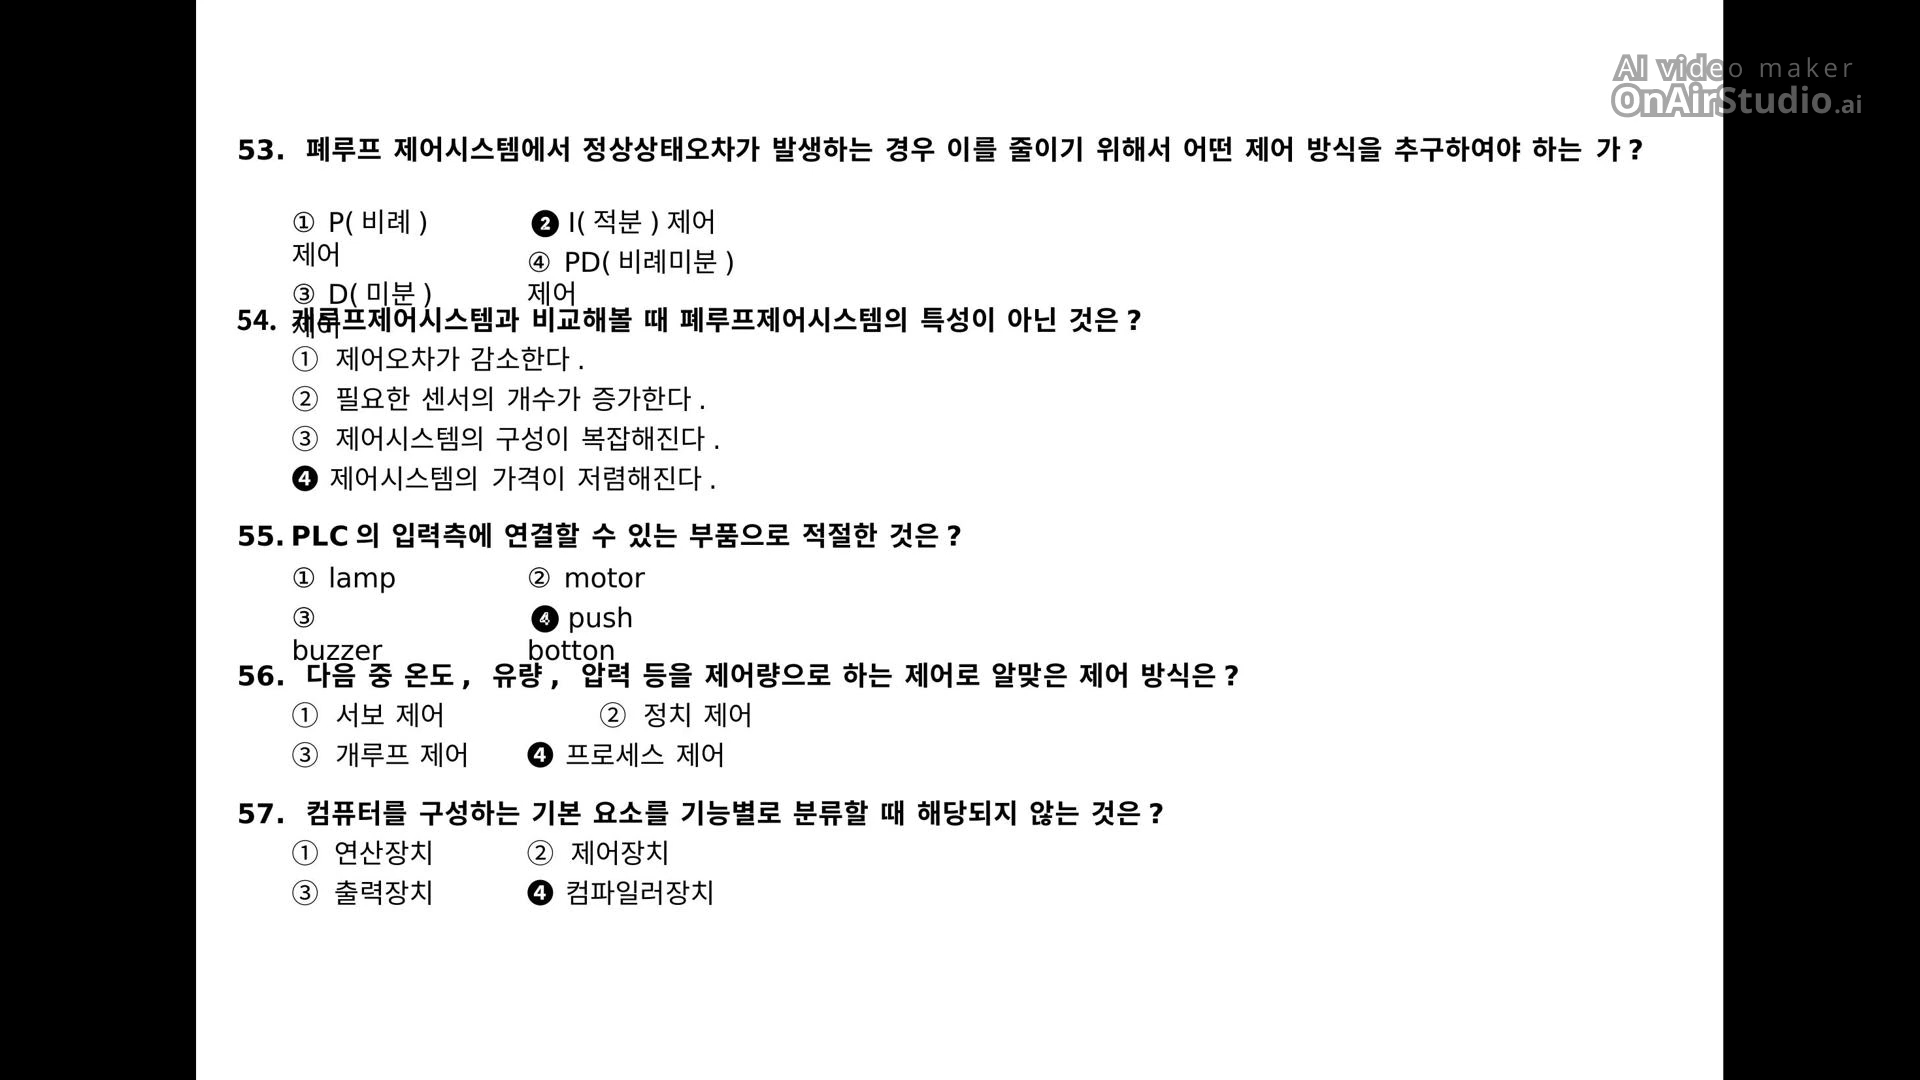 AI video maker
OnAirStudio.ai
53. 폐루프 제어시스템에서 정상상태오차가 발생하는 경우 이를 줄이기 위해서 어떤 제어 방식을 추구하여야 하는 가 ?
① P( 비례 ) ❷ I( 적분 ) 제어
제어
④ PD( 비례미분 )
③ D( 미분 ) 제어
제어
54. 개루프제어시스템과 비교해볼 때 폐루프제어시스템의 특성이 아닌 것은 ?
① 제어오차가 감소한다 .
② 필요한 센서의 개수가 증가한다 .
③ 제어시스템의 구성이 복잡해진다 .
❹ 제어시스템의 가격이 저렴해진다 .
55. PLC 의 입력측에 연결할 수 있는 부품으로 적절한 것은 ?
① lamp ② motor
③ ❹ push
buzzer botton
56. 다음 중 온도 , 유량 , 압력 등을 제어량으로 하는 제어로 알맞은 제어 방식은 ?
① 서보 제어 ② 정치 제어
③ 개루프 제어 ❹ 프로세스 제어
57. 컴퓨터를 구성하는 기본 요소를 기능별로 분류할 때 해당되지 않는 것은 ?
① 연산장치 ② 제어장치
③ 출력장치 ❹ 컴파일러장치